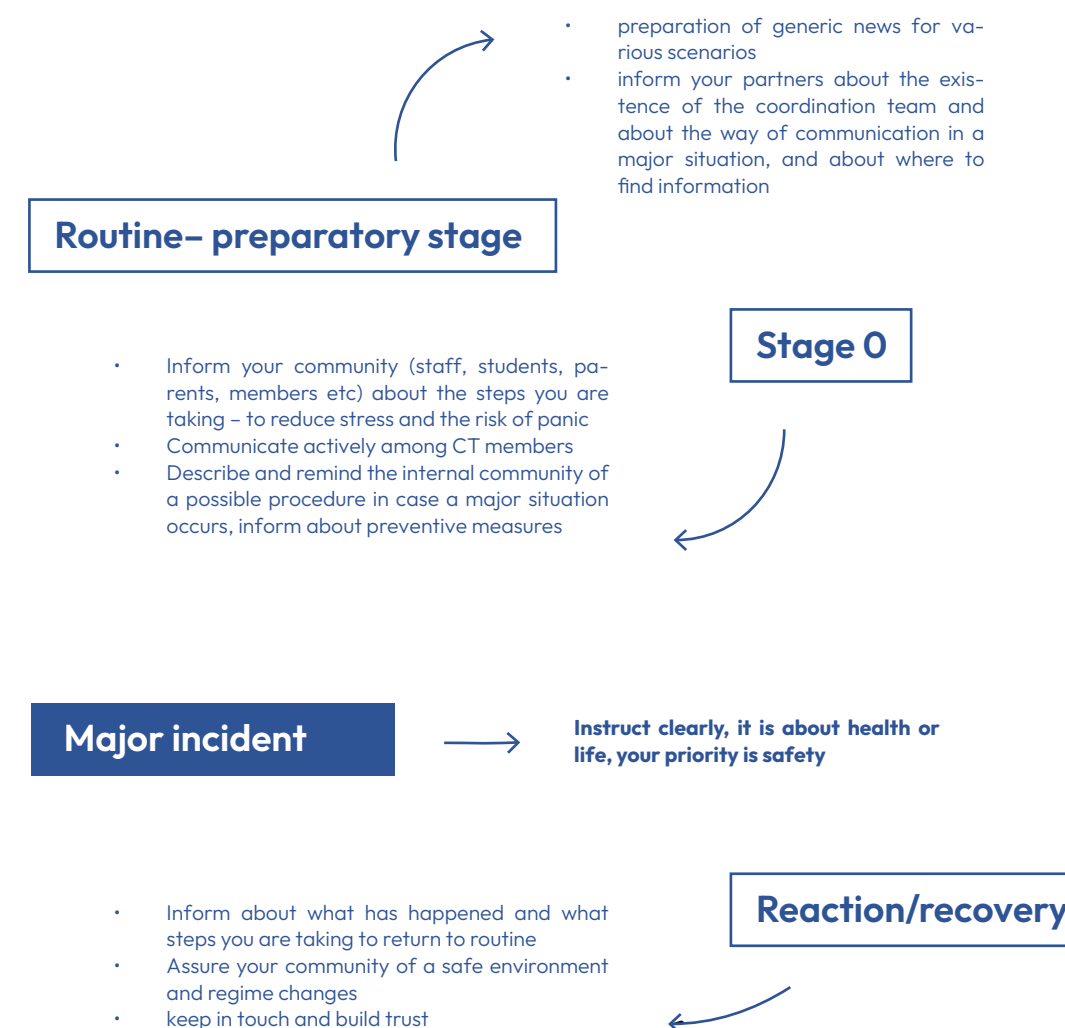 • preparation of generic news for va-
rious scenarios
• inform your partners about the exis-
tence of the coordination team and
about the way of communication in a
major situation, and about where to
find information
Routine– preparatory stage
Stage 0
• Inform your community (staff, students, pa-
rents, members etc) about the steps you are
taking – to reduce stress and the risk of panic
• Communicate actively among CT members
• Describe and remind the internal community of
a possible procedure in case a major situation
occurs, inform about preventive measures
Major incident
Instruct clearly, it is about health or
life, your priority is safety
Reaction/recovery
• Inform about what has happened and what
steps you are taking to return to routine
• Assure your community of a safe environment
and regime changes
• keep in touch and build trust